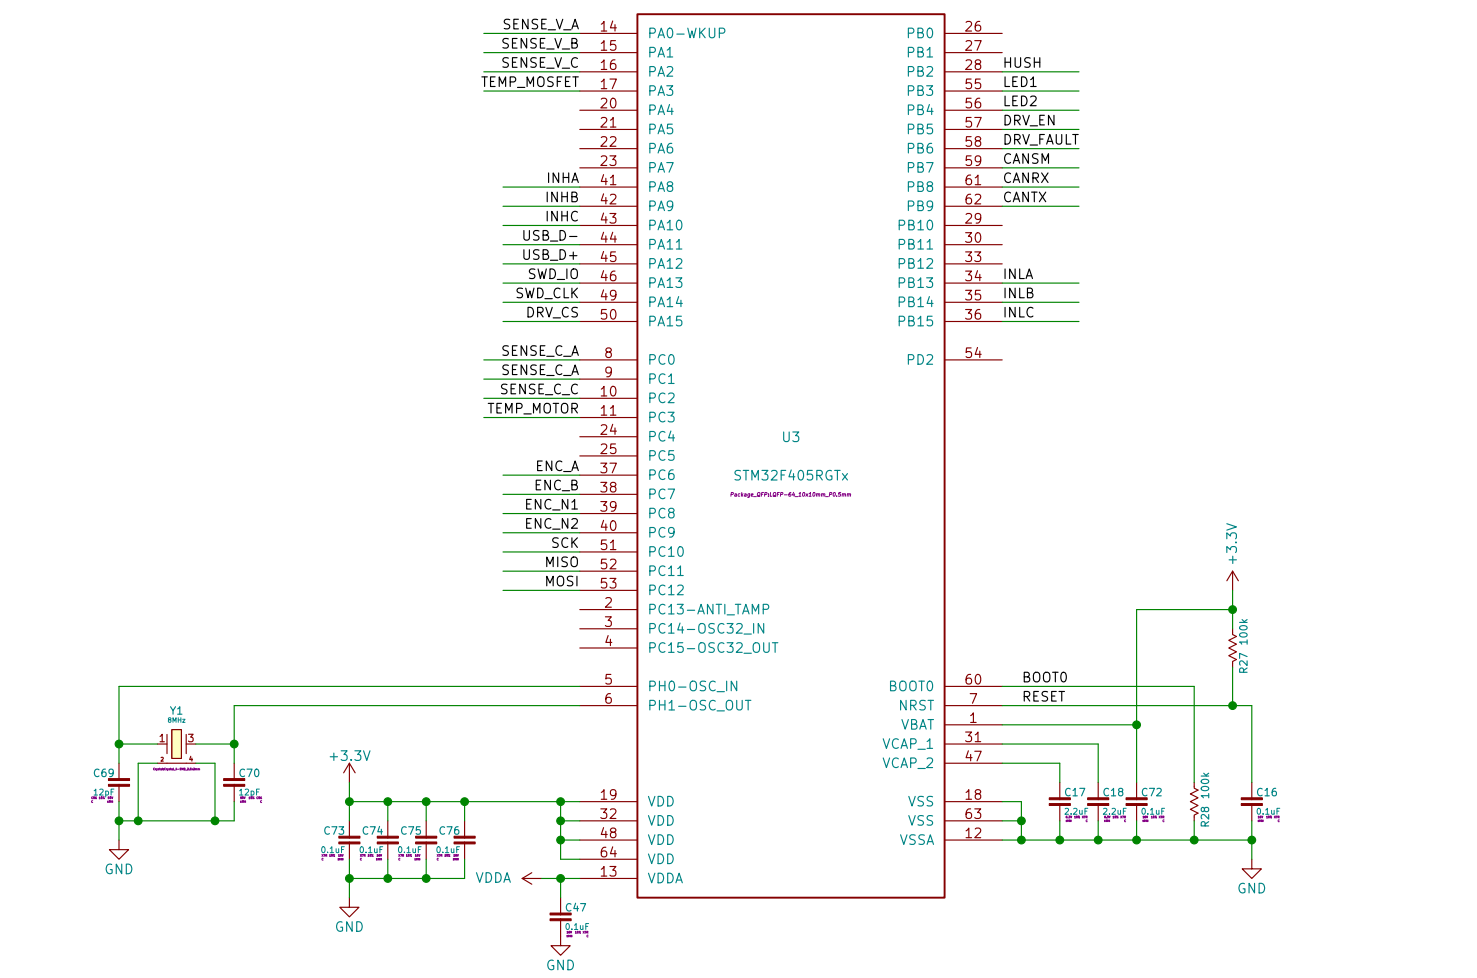 SENSE_V_A 14 PA0-WKUP PB0 26
SENSE_V_B 15 PA1 PB1 27
SENSE_V_C 16 PA2 PB2 28 HUSH
TEMP_MOSFET 17 PA3 PB3 55 LED1
20 PA4 PB4 56 LED2
21 PA5 PB5 57 DRV_EN
22 PA6 PB6 58 DRV_FAULT
23 PA7 PB7 59 CANSM
INHA 41 PA8 PB8 61 CANRX
INHB 42 PA9 PB9 62 CANTX
INHC 43 PA10 PB10 29
USB_D- 44 PA11 PB11 30
USB_D+ 45 PA12 PB12 33
SWD_IO 46 PA13 PB13 34 INLA
SWD_CLK 49 PA14 PB14 35 INLB
DRV_CS 50 PA15 PB15 36 INLC
SENSE_C_A 8 PC0 PD2 54
SENSE_C_A 9 PC1
SENSE_C_C 10 PC2
TEMP_MOTOR 11 PC3
24 PC4
U3
25 PC5
ENC_A 37 PC6
STM32F405RGTx
ENC_B 38 PC7
Package_QFP:LQFP-64_10x10mm_P0.5mm
ENC_N1 39 PC8
ENC_N2 40 PC9
SCK 51 PC10
MISO 52 PC11
MOSI 53 PC12
2 PC13-ANTI_TAMP
3 PC14-OSC32_IN
4 PC15-OSC32_OUT
+3.3V
R27 100k
5 PH0-OSC_IN BOOT0 60 BOOT0
6 PH1-OSC_OUT NRST 7 RESET
VBAT 1
VCAP_1 31
VCAP_2 47
Y1
8MHz
1 3
2 4
C69 C70
12pF 12pF
GND
+3.3V
19 VDD VSS 18
32 VDD VSS 63
48 VDD VSSA 12
64 VDD
VDDA 13 VDDA
C73 C74 C75 C76
0.1uF 0.1uF 0.1uF 0.1uF
GND
C47
0.1uF
GND
C17 C18 C72 R28 100k C16
2.2uF 2.2uF 0.1uF 0.1uF
GND